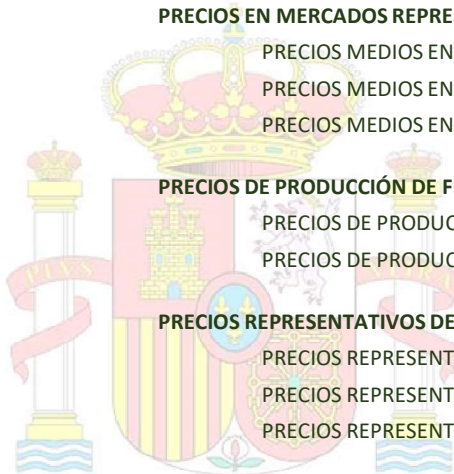 PRECIOS EN MERCADOS REPRE
PRECIOS MEDIOS EN
PRECIOS MEDIOS EN
PRECIOS MEDIOS EN
PRECIOS DE PRODUCCIÓN DE F
PRECIOS DE PRODUC
PRECIOS DE PRODUC
PRECIOS REPRESENTATIVOS DE
PRECIOS REPRESENT
PRECIOS REPRESENT
PRECIOS REPRESENT
PLVS